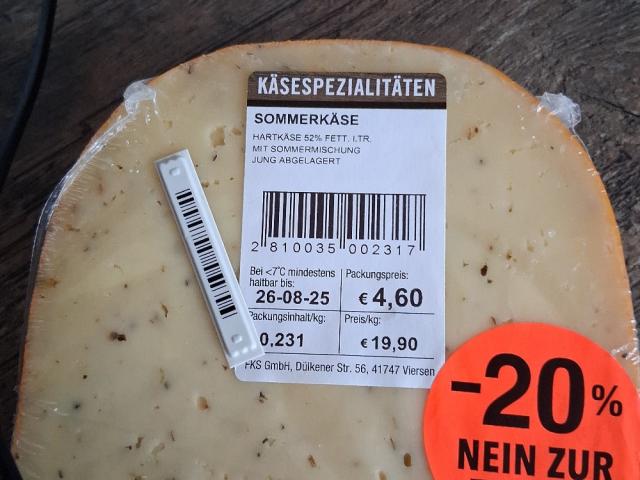 KÄSESPEZIALITÄTEN
SOMMERKÄSE
HARTKÄSE 52% FETT. I.TR.
MIT SOMMERMISCHUNG
JUNG ABGELAGERT
2 810035 002317
Bei <7°C mindestens
haltbar bis:
26-08-25
Packungspreis:
€ 4,60
Packungsinhalt/kg:
0,231
Preis/kg:
€ 19,90
FKS GmbH, Dülkener Str. 56, 41747 Viersen
-20%
NEIN ZUR